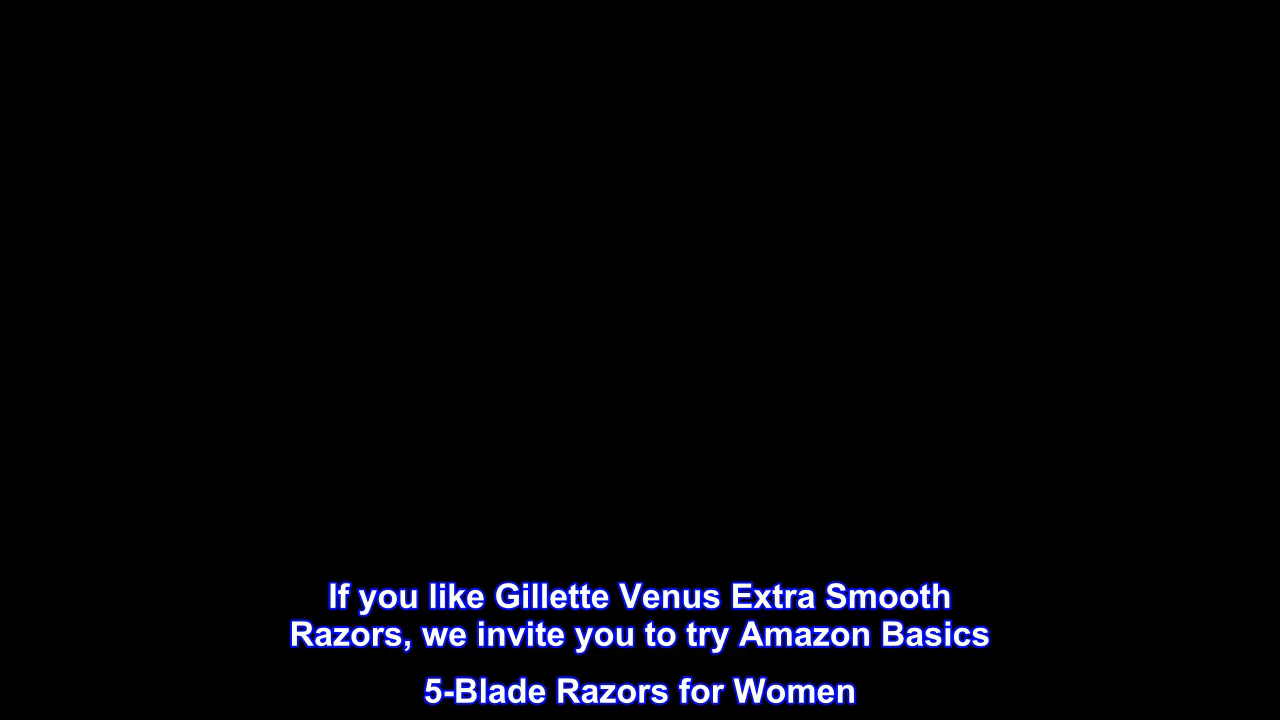 If you like Gillette Venus Extra Smooth
Razors, we invite you to try Amazon Basics
5-Blade Razors for Women